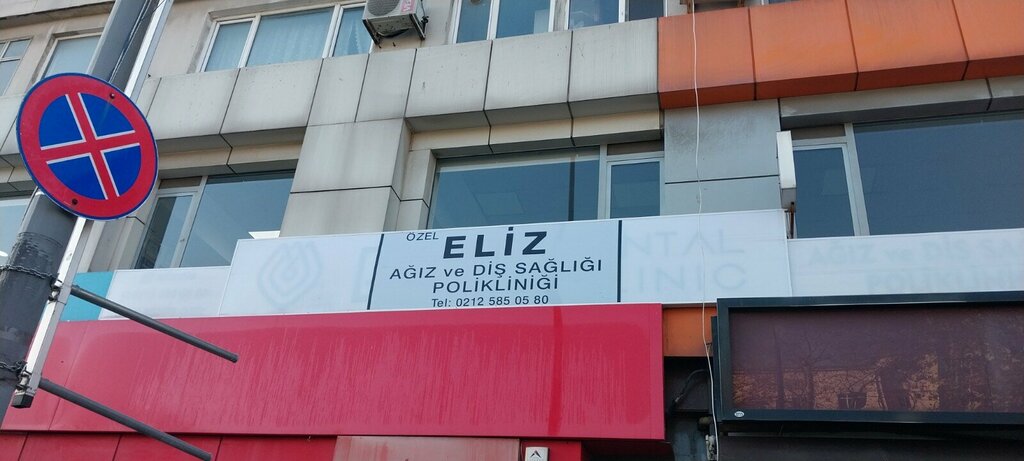 ÖZEL ELİZ
AĞIZ ve DİŞ SAĞLIĞI
POLİKLİNİĞİ
Tel: 0212 585 05 80